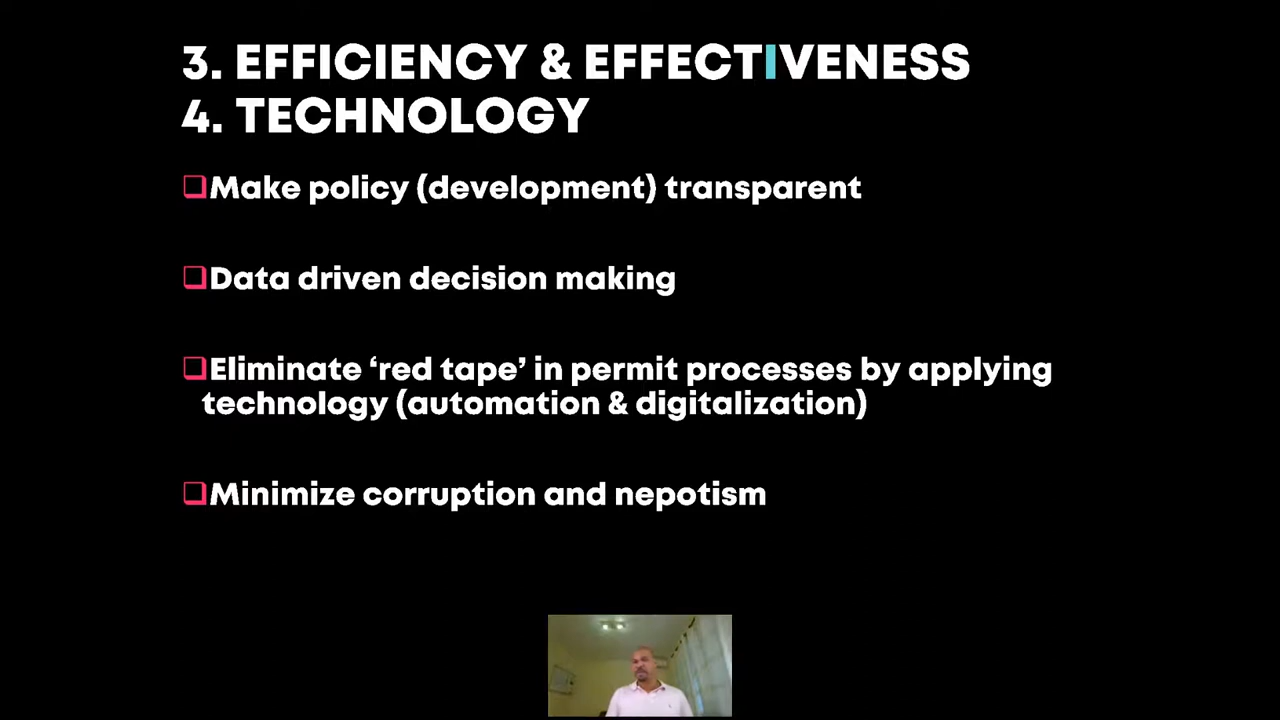 3. EFFICIENCY & EFFECTIVENESS
4. TECHNOLOGY
❑Make policy (development) transparent
❑Data driven decision making
❑Eliminate ‘red tape’ in permit processes by applying
technology (automation & digitalization)
❑Minimize corruption and nepotism